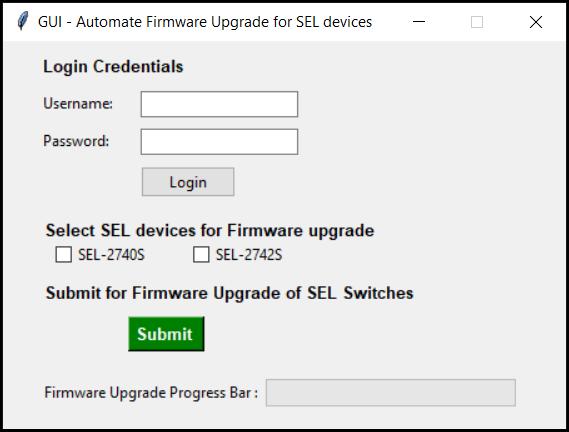 GUI - Automate Firmware Upgrade for SEL devices
Login Credentials
Username:
Password:
Login
Select SEL devices for Firmware upgrade
SEL-2740S SEL-2742S
Submit for Firmware Upgrade of SEL Switches
Submit
Firmware Upgrade Progress Bar :